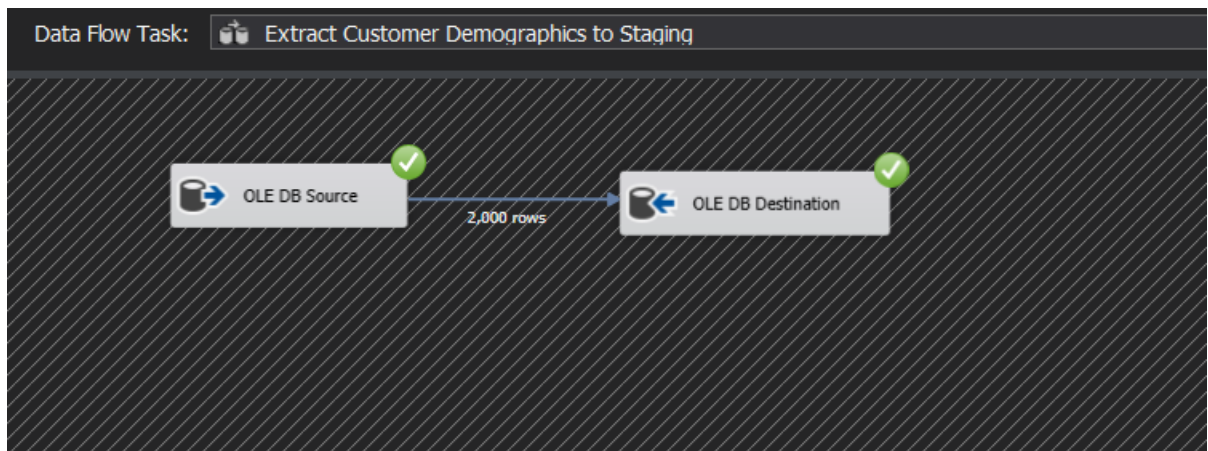 Data Flow Task: Extract Customer Demographics to Staging
OLE DB Source
2,000 rows
OLE DB Destination